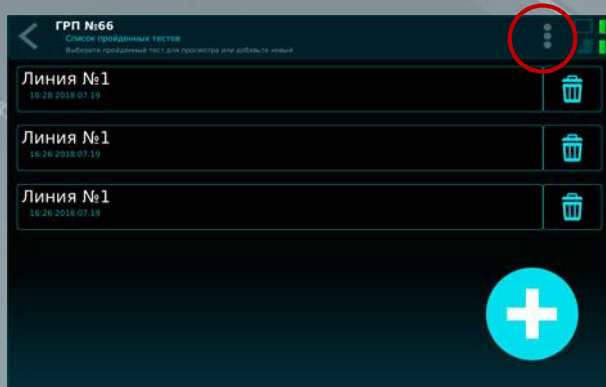 ГРП №66
Список пройденных тестов
Выберите пройденный тест для просмотра или добавьте новый
Линия №1
16:28 2018.07.19
Линия №1
16:26 2018.07.19
Линия №1
16:26 2018.07.19